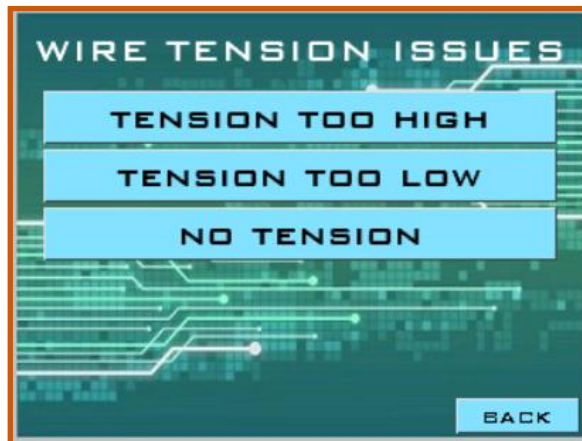 WIRE TENSION ISSUES
TENSION TOO HIGH
TENSION TOO LOW
NO TENSION
BACK